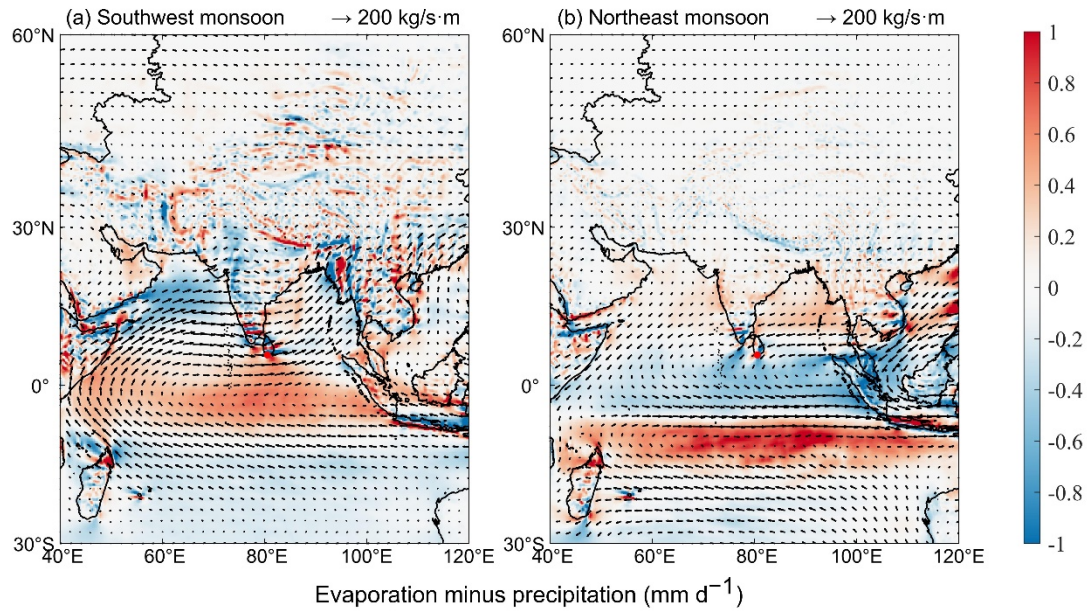 (a) Southwest monsoon → 200 kg/s·m (b) Northeast monsoon → 200 kg/s·m
60°N 60°N 1
0.8
0.6
0.4
30°N 30°N 0.2
0
-0.2
0° 0° -0.4
-0.6
-0.8
30°S 30°S -1
40°E 60°E 80°E 100°E 120°E 40°E 60°E 80°E 100°E 120°E
Evaporation minus precipitation (mm d⁻¹)